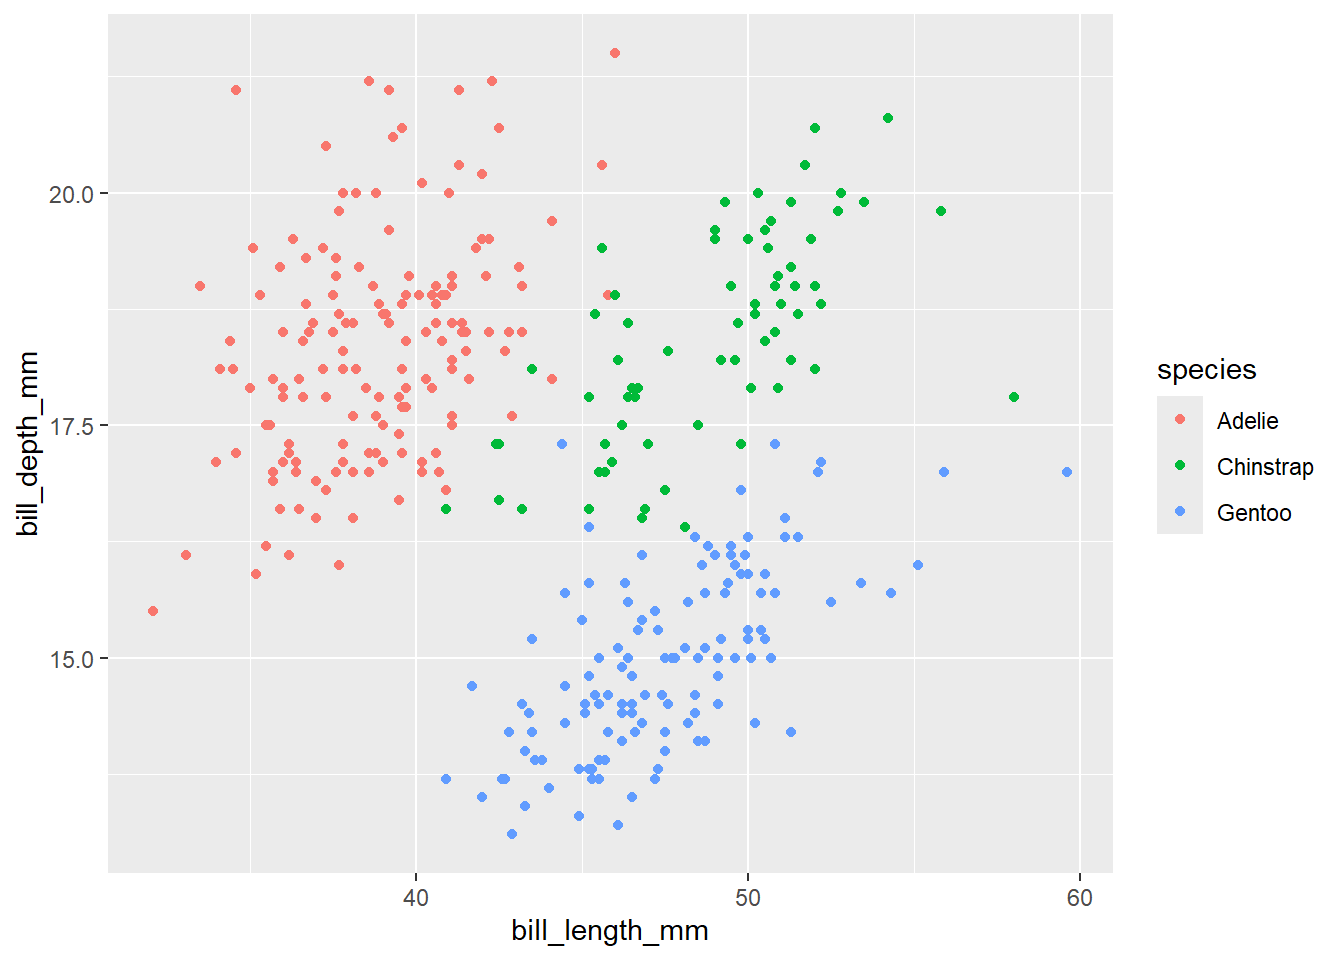 20.0
17.5
15.0
bill_depth_mm
40
50
60
bill_length_mm
species
Adelie
Chinstrap
Gentoo